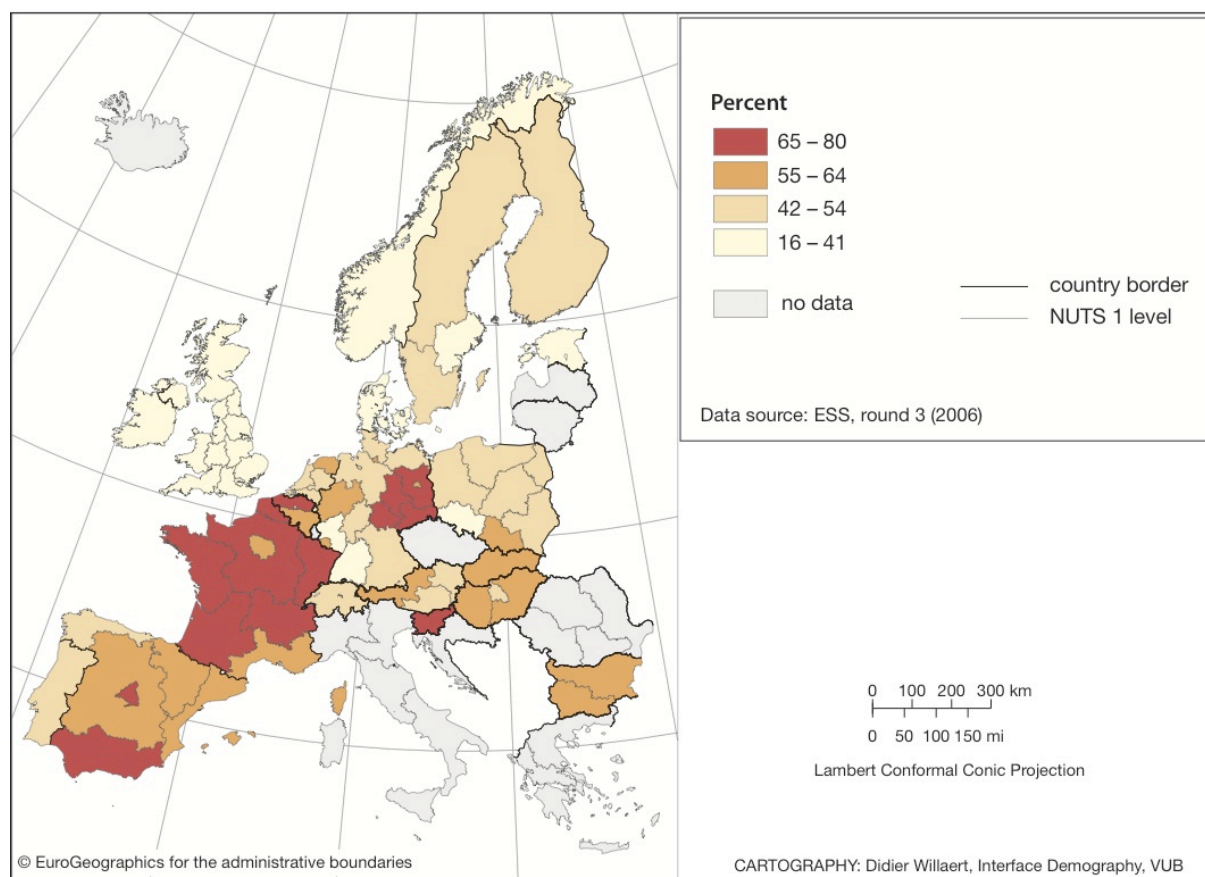 Percent
65 – 80
55 – 64
42 – 54
16 – 41
no data
country border
NUTS 1 level
Data source: ESS, round 3 (2006)
0 100 200 300 km
0 50 100 150 mi
Lambert Conformal Conic Projection
© EuroGeographics for the administrative boundaries
CARTOGRAPHY: Didier Willaert, Interface Demography, VUB